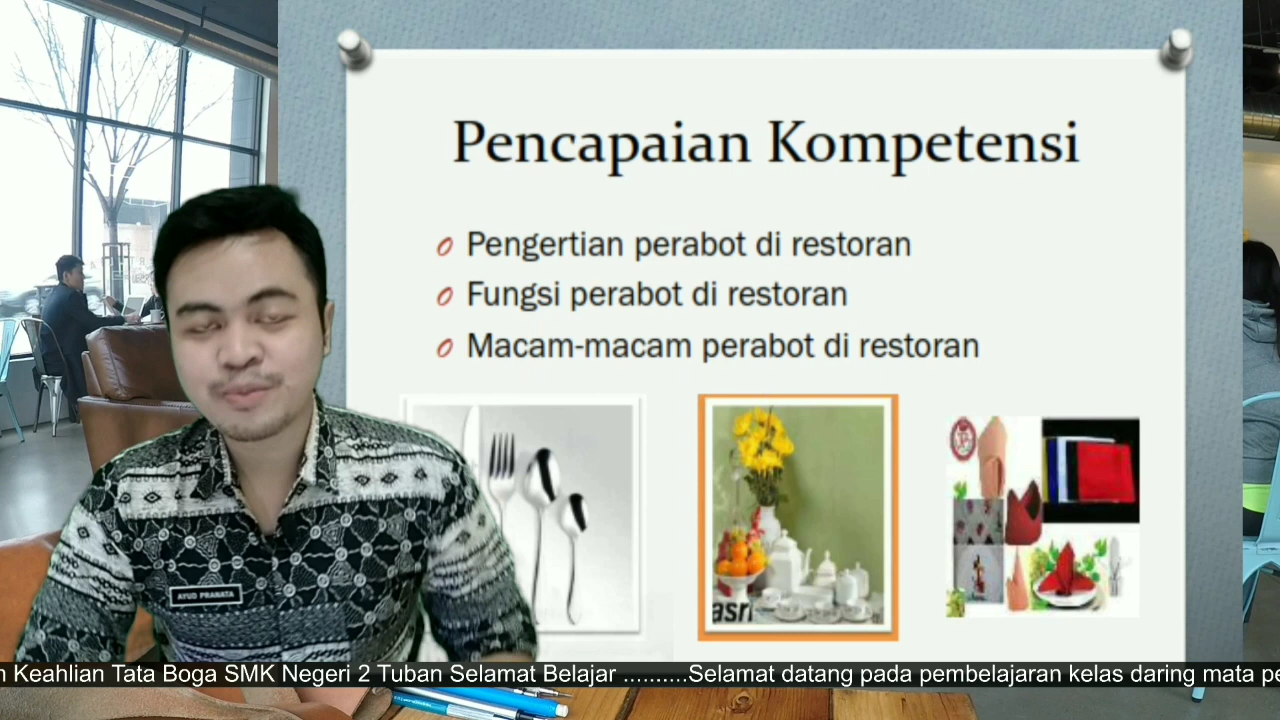 Pencapaian Kompetensi
o Pengertian perabot di restoran
o Fungsi perabot di restoran
o Macam-macam perabot di restoran
asri
AYUD PRANATA
n Keahlian Tata Boga SMK Negeri 2 Tuban Selamat Belajar ..........Selamat datang pada pembelajaran kelas daring mata pe